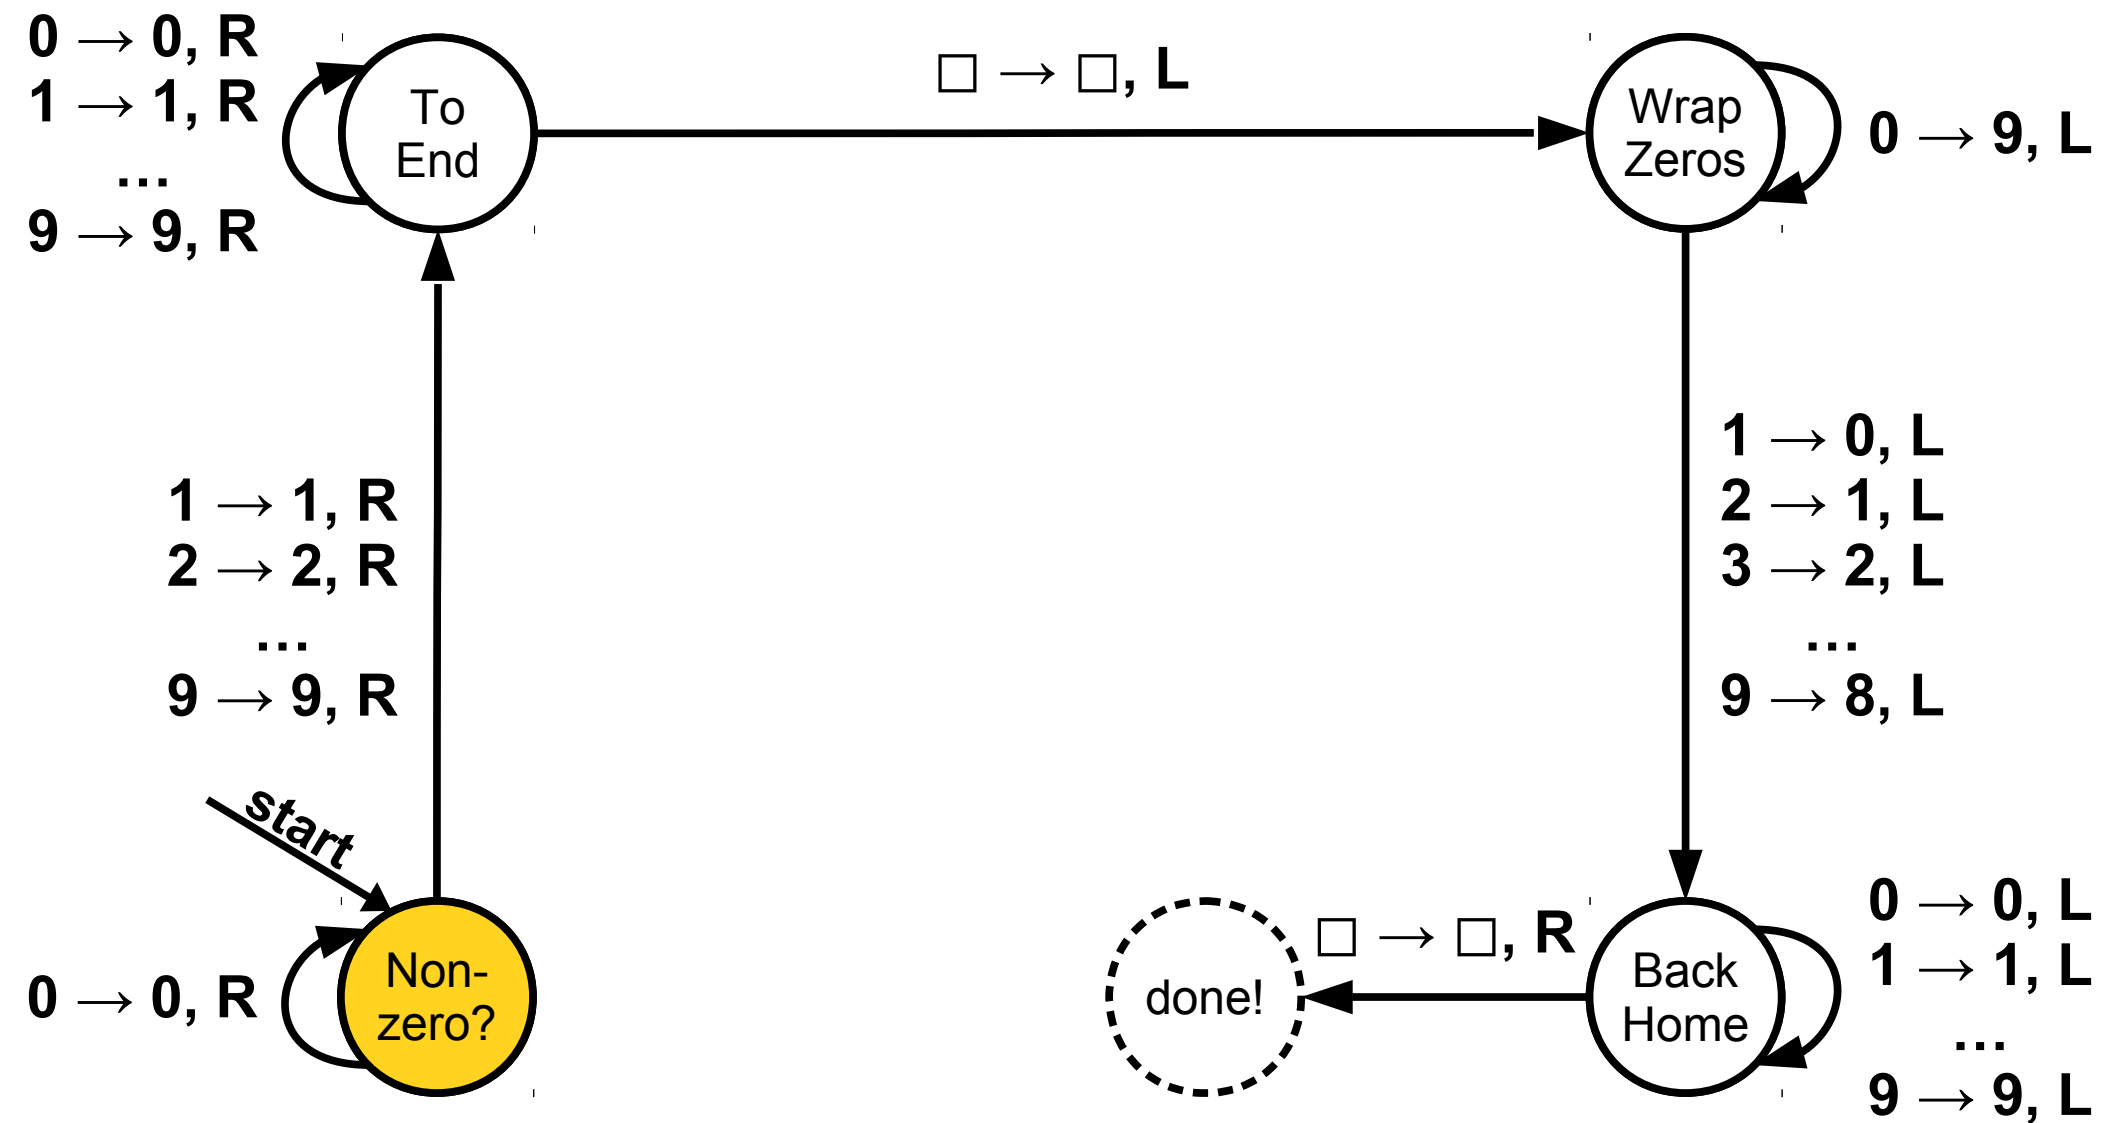 0 → 0, R
1 → 1, R
…
9 → 9, R
To
End
□ → □, L
Wrap
Zeros
0 → 9, L
1 → 1, R
2 → 2, R
…
9 → 9, R
1 → 0, L
2 → 1, L
3 → 2, L
…
9 → 8, L
start
Non-
zero?
0 → 0, R
done!
□ → □, R
Back
Home
0 → 0, L
1 → 1, L
…
9 → 9, L